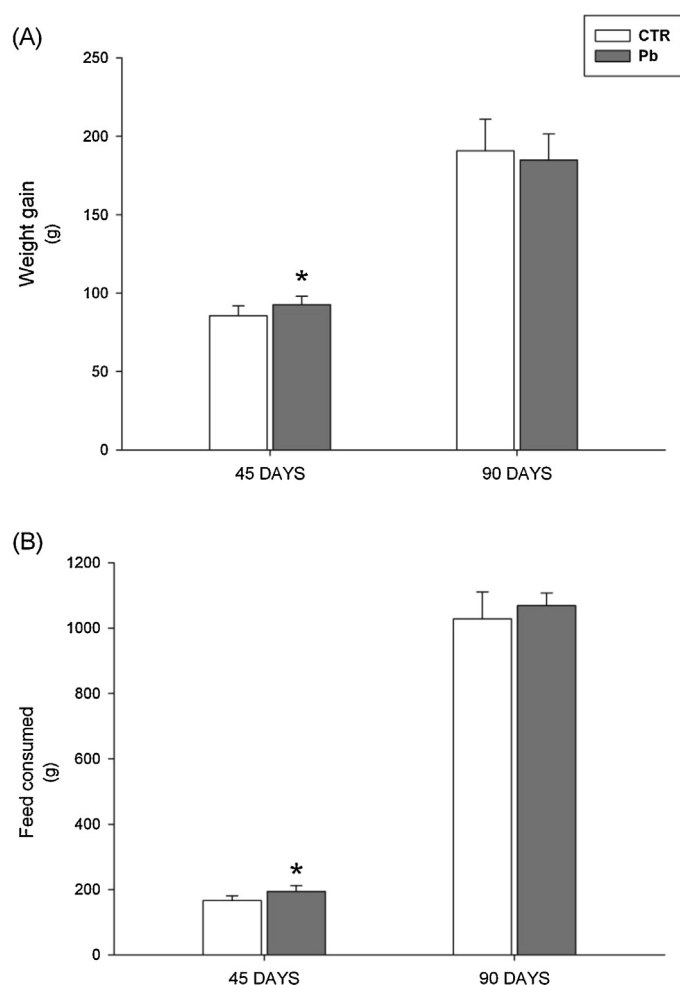 (A)
CTR
Pb
250
200
150
100
50
0
Weight gain
(g)
*
45 DAYS
90 DAYS
(B)
1200
1000
800
600
400
200
0
Feed consumed
(g)
*
45 DAYS
90 DAYS